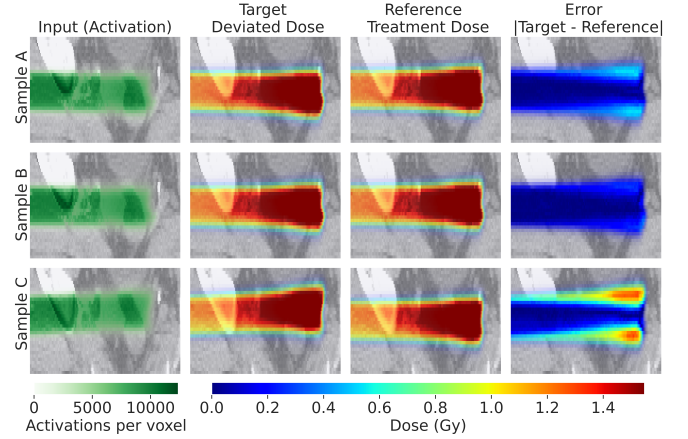 Input (Activation)
Target
Deviated Dose
Reference
Treatment Dose
Error
|Target - Reference|
Sample A
Sample B
Sample C
0 5000 10000
Activations per voxel
0.0 0.2 0.4 0.6 0.8 1.0 1.2 1.4
Dose (Gy)